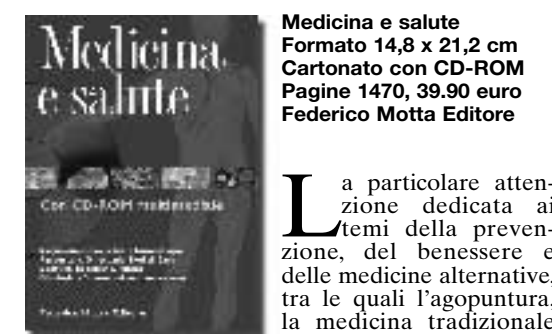 Medicina
e salute
Con CD-ROM multimediale
Medicina e salute
Formato 14,8 x 21,2 cm
Cartonato con CD-ROM
Pagine 1470, 39.90 euro
Federico Motta Editore
La particolare atten-
zione dedicata ai
temi della preven-
zione, del benessere e
delle medicine alternative,
tra le quali l'agopuntura,
la medicina tradizionale